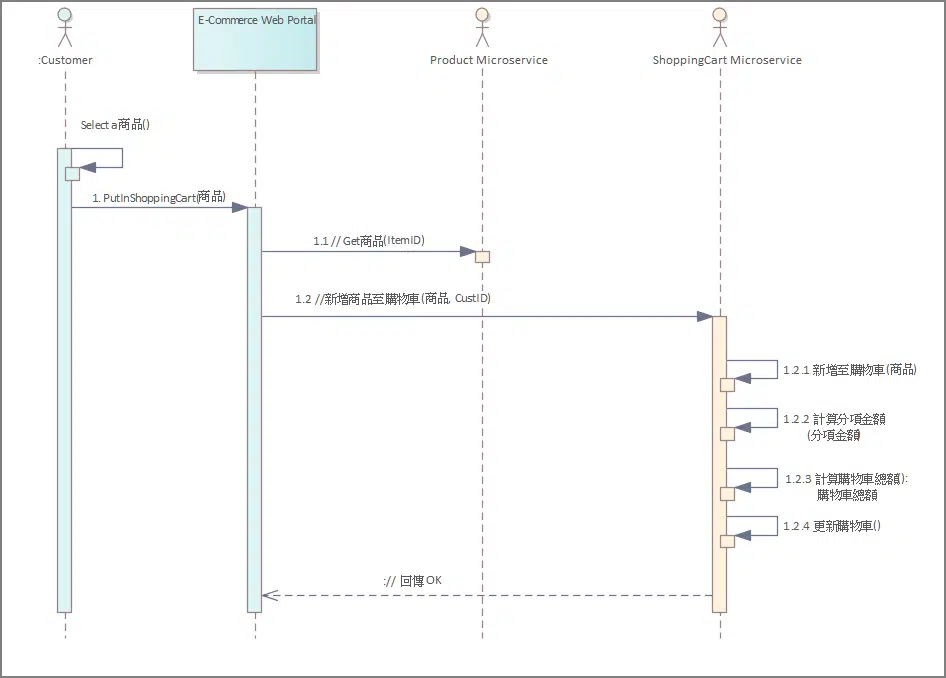 E-Commerce Web Portal
:Customer
Product Microservice
ShoppingCart Microservice
Select a商品()
1. PutInShoppingCart(商品)
1.1 // Get商品(ItemID)
1.2 //新增商品至購物車(商品, CustID)
1.2.1 新增至購物車(商品)
1.2.2 計算分項金額
(分項金額)
1.2.3 計算購物車總額():
購物車總額
1.2.4 更新購物車()
:// 回傳OK